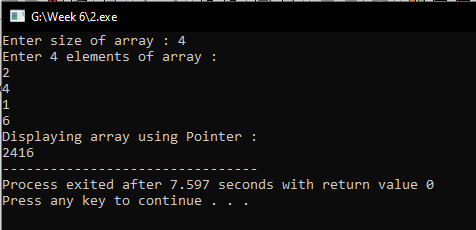 G:\Week 6\2.exe
Enter size of array : 4
Enter 4 elements of array :
2
4
1
6
Displaying array using Pointer :
2416
--------------------------------
Process exited after 7.597 seconds with return value 0
Press any key to continue . . .